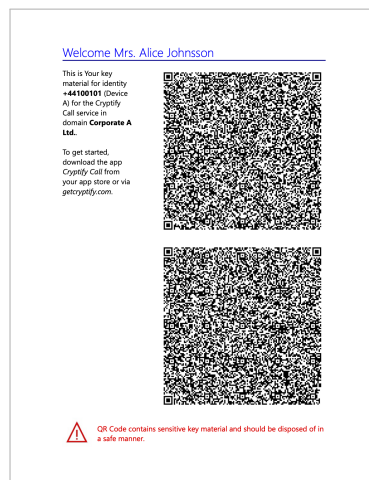 Welcome Mrs. Alice Johnsson
This is Your key
material for identity
+44100101 (Device
A) for the Cryptify
Call service in
domain Corporate A
Ltd..
To get started,
download the app
Cryptify Call from
your app store or via
getcryptify.com.
QR Code contains sensitive key material and should be disposed of in
a safe manner.